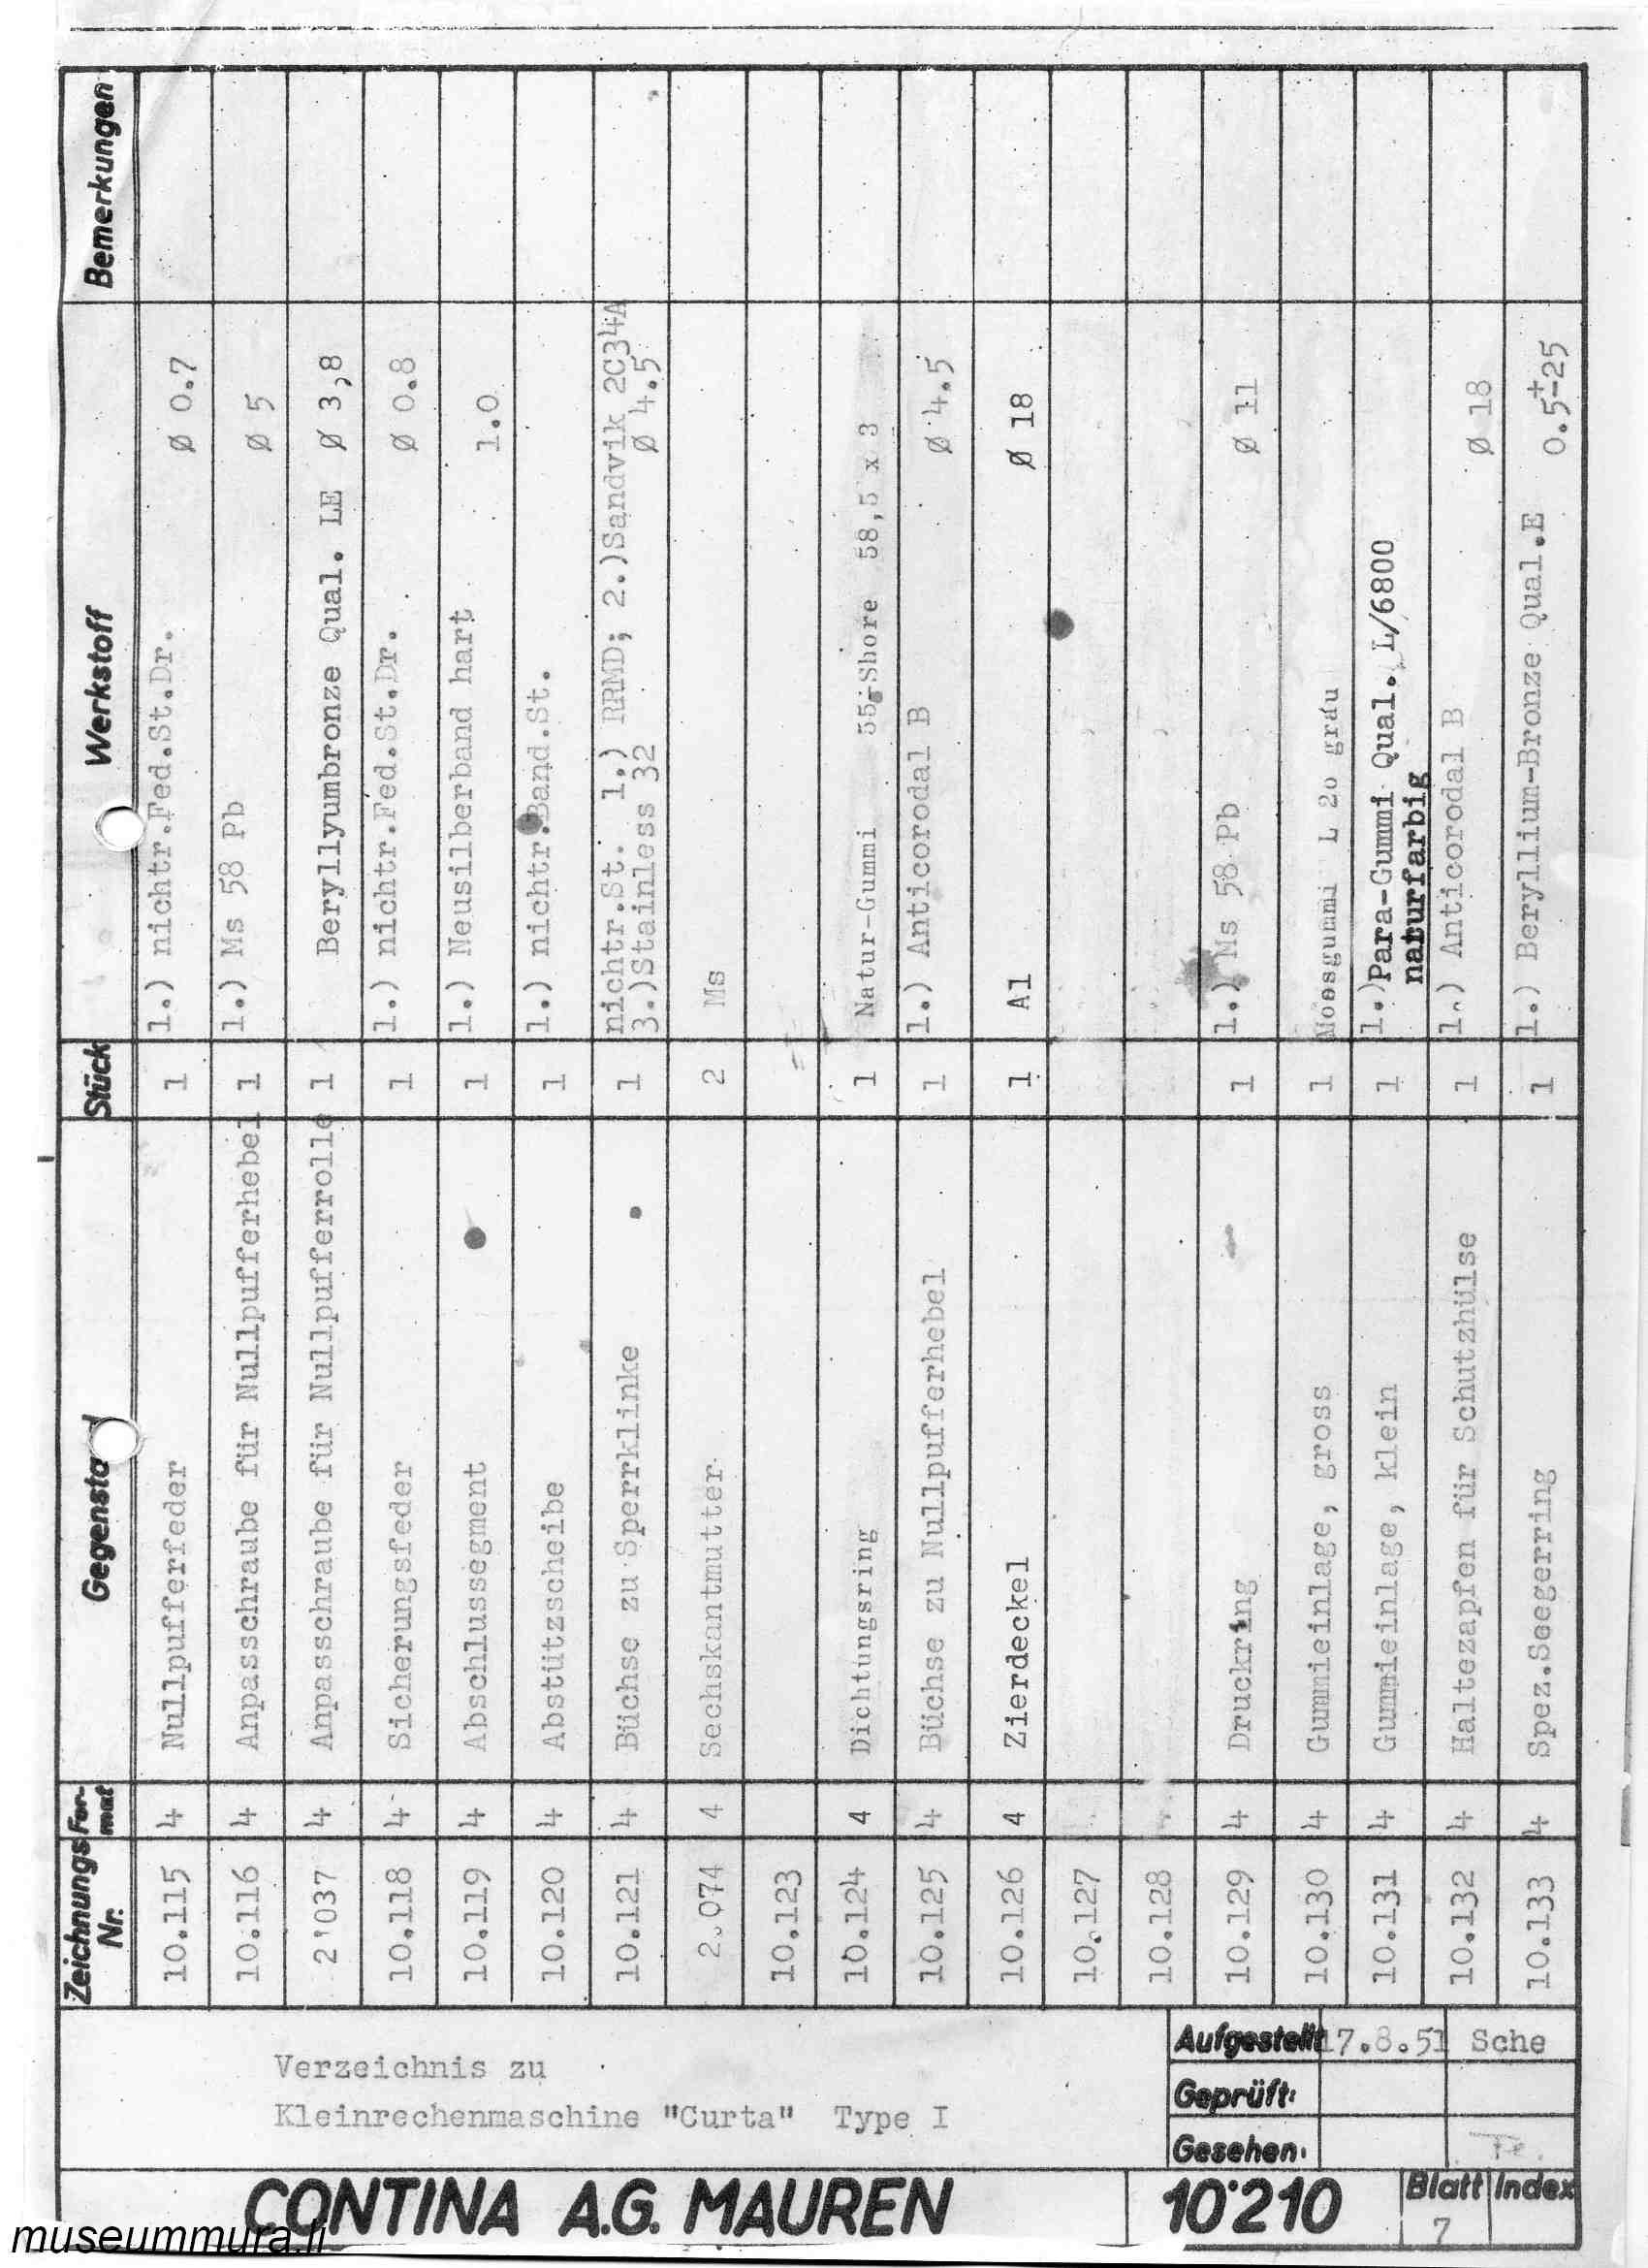 Zeichnungs Nr. Format Gegenstand Stück Werkstoff Bemerkungen
10.115 4 Nullpufferfeder 1 1.) nichtr.Fed.St.Dr. Ø 0.7
10.116 4 Anpasschraube für Nullpufferhebel 1 1.) Ms 58 Pb Ø 5
2'037 4 Anpasschraube für Nullpufferrolle 1 Beryllyumbronze Qual. LE Ø 3,8
10.118 4 Sicherungsfeder 1 1.) nichtr.Fed.St.Dr. Ø 0.8
10.119 4 Abschlussegment 1 1.) Neusilberband hart 1.0
10.120 4 Abstützscheibe 1 1.) nichtr.Band.St.
10.121 4 Büchse zu Sperrklinke 1 nichtr.St. 1.) RRMD; 2.)Sandvik 2C34A
3.)Stainless 32 Ø 4.5
2.074 4 Sechskantmutter 2 Ms
10.123
10.124 4 Dichtungsring 1 Natur-Gummi 55-Shore 58,5 x 3
10.125 4 Büchse zu Nullpufferhebel 1 1.) Anticorodal B Ø 4.5
10.126 4 Zierdeckel 1 Al Ø 18
10.127
10.128
10.129 4 Druckring 1 1.) Ms 58 Pb Ø 11
10.130 4 Gummieinlage, gross 1 Moosgummi L 20 grau
10.131 4 Gummieinlage, klein 1 1.)Para-Gummi Qual. L/6800
naturfarbig
10.132 4 Haltezapfen für Schutzhülse 1 1.) Anticorodal B Ø 18
10.133 4 Spez.Seegerring 1 1.) Beryllium-Bronze Qual.E 0.5±25
Verzeichnis zu
Kleinrechenmaschine "Curta" Type I
Aufgestellt 17.8.51 Sche
Geprüft:
Gesehen:
CONTINA A.G. MAUREN
10'210
Blatt Index
7
museummura.li